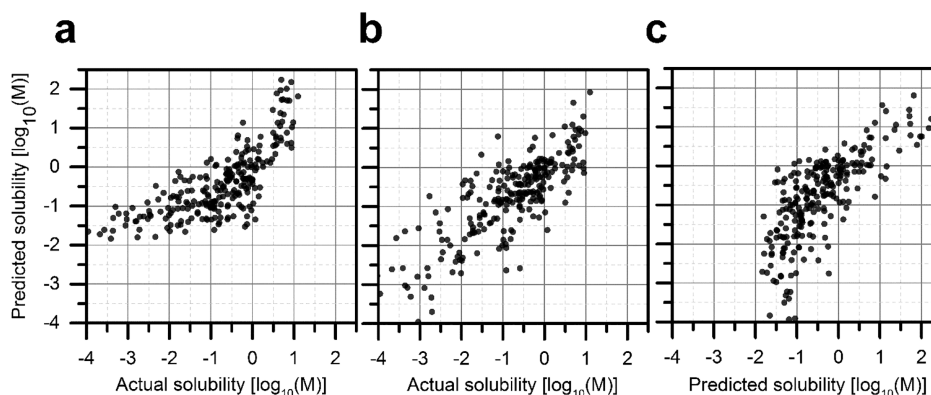 a b c
Predicted solubility [log10(M)]
2
1
0
-1
-2
-3
-4
-4 -3 -2 -1 0 1 2
-4 -3 -2 -1 0 1 2
-4 -3 -2 -1 0 1 2
Actual solubility [log10(M)] Actual solubility [log10(M)] Predicted solubility [log10(M)]